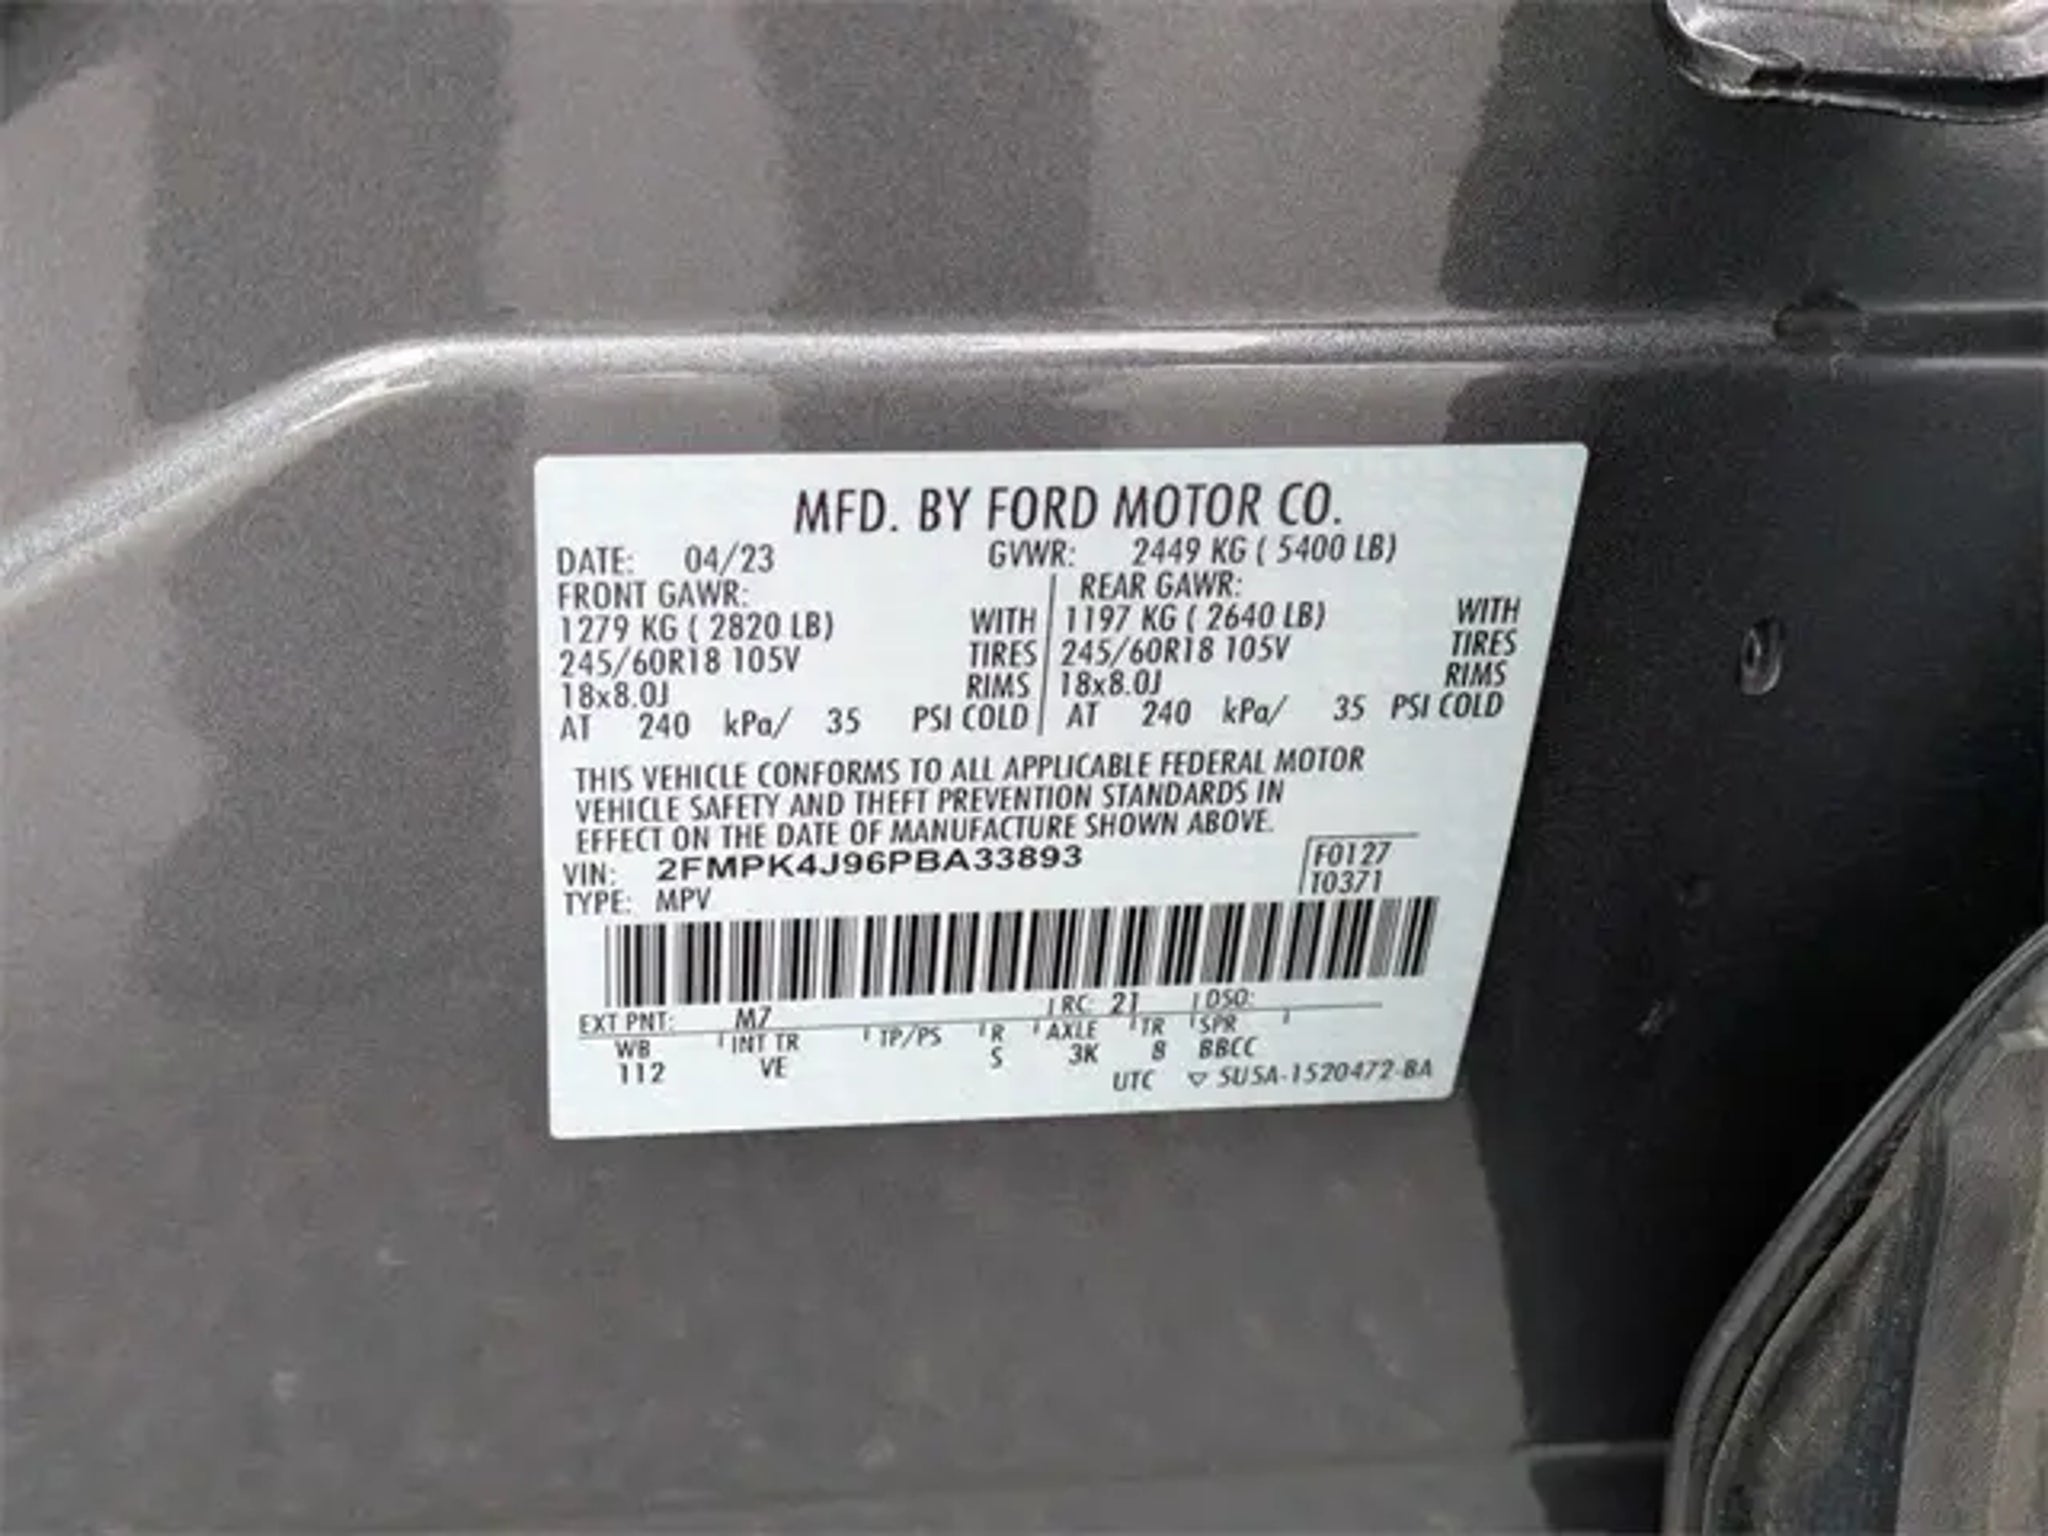 MFD. BY FORD MOTOR CO.
DATE: 04/23 GVWR: 2449 KG ( 5400 LB)
FRONT GAWR: REAR GAWR:
1279 KG ( 2820 LB) WITH 1197 KG ( 2640 LB) WITH
245/60R18 105V TIRES 245/60R18 105V TIRES
18x8.0J RIMS 18x8.0J RIMS
AT 240 kPa/ 35 PSI COLD AT 240 kPa/ 35 PSI COLD
THIS VEHICLE CONFORMS TO ALL APPLICABLE FEDERAL MOTOR
VEHICLE SAFETY AND THEFT PREVENTION STANDARDS IN
EFFECT ON THE DATE OF MANUFACTURE SHOWN ABOVE.
VIN: 2FMPK4J96PBA33893 F0127
TYPE: MPV T0371
EXT PNT: M7 RC: 21 DSO:
WB INT TR TP/PS R AXLE TR SPR
112 VE S 3K 8 BBCC
UTC ▽ SU5A-1520472-BA